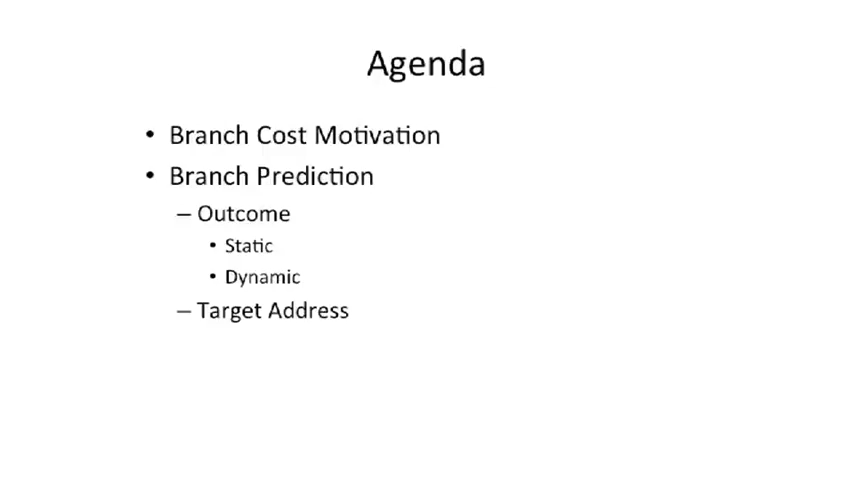 Agenda
• Branch Cost Motivation
• Branch Prediction
– Outcome
• Static
• Dynamic
– Target Address